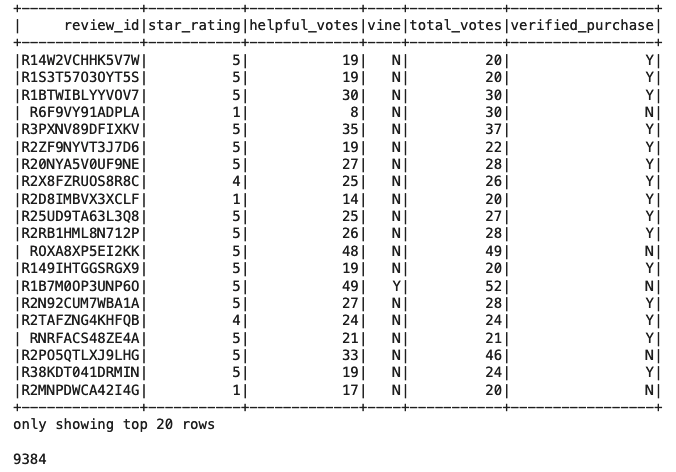 +--------------+-----------+-------------+----+-----------+-----------------+
|     review_id|star_rating|helpful_votes|vine|total_votes|verified_purchase|
+--------------+-----------+-------------+----+-----------+-----------------+
|R14W2VCHHK5V7W|          5|           19|   N|         20|                Y|
|R1S3T57O3OYT5S|          5|           19|   N|         20|                Y|
|R1BTWIBLYYVOV7|          5|           30|   N|         30|                Y|
| R6F9VY91ADPLA|          1|            8|   N|         30|                N|
|R3PXNV89DFIXKV|          5|           35|   N|         37|                Y|
|R2ZF9NYVT3J7D6|          5|           19|   N|         22|                Y|
|R20NYA5V0UF9NE|          5|           27|   N|         28|                Y|
|R2X8FZRUOS8R8C|          4|           25|   N|         26|                Y|
|R2D8IMBVX3XCLF|          1|           14|   N|         20|                Y|
|R25UD9TA63L3Q8|          5|           25|   N|         27|                Y|
|R2RB1HML8N712P|          5|           26|   N|         28|                Y|
| ROXA8XP5EI2KK|          5|           48|   N|         49|                N|
|R149IHTGGSRGX9|          5|           19|   N|         20|                Y|
|R1B7M0OP3UNP6O|          5|           49|   Y|         52|                N|
|R2N92CUM7WBA1A|          5|           27|   N|         28|                Y|
|R2TAFZNG4KHFQB|          4|           24|   N|         24|                Y|
| RNRFACS48ZE4A|          5|           21|   N|         21|                Y|
|R2PO5QTLXJ9LHG|          5|           33|   N|         46|                N|
|R38KDT041DRMIN|          5|           19|   N|         24|                Y|
|R2MNPDWCA42I4G|          1|           17|   N|         20|                N|
+--------------+-----------+-------------+----+-----------+-----------------+
only showing top 20 rows
9384